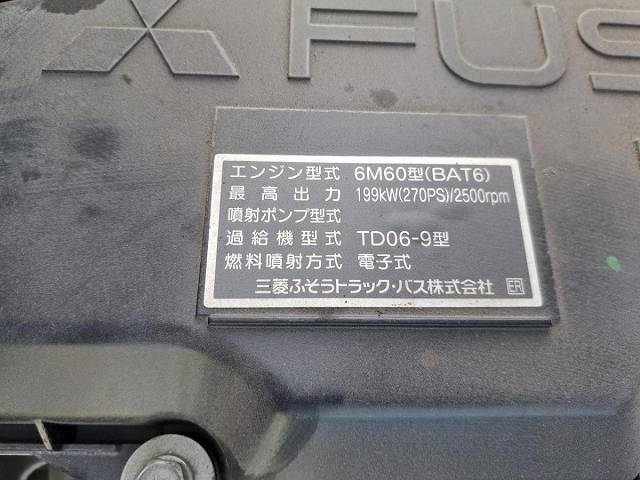 FUS
エンジン型式 6M60型(BAT6)
最高出力 199kW(270PS)/2500rpm
噴射ポンプ型式
過給機型式 TD06-9型
燃料噴射方式 電子式
三菱ふそうトラック・バス株式会社 ER